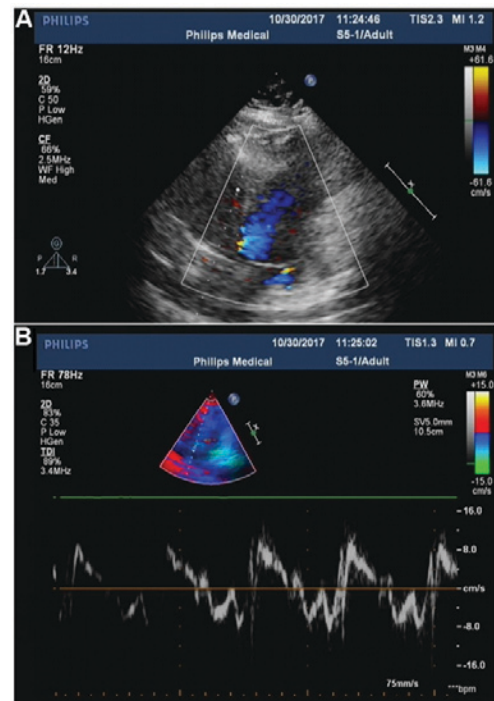 A
PHILIPS 10/30/2017 11:24:46 TIS2.3 MI 1.2
Philips Medical S5-1/Adult
FR 12Hz
16cm
2D
59%
C 50
P Low
HGen
CF
66%
2.5MHz
WF High
Med
M3 M4
+61.6
-61.6
cm/s
G
P R
1.7 3.4
B
PHILIPS 10/30/2017 11:25:02 TIS1.3 MI 0.7
Philips Medical S5-1/Adult
FR 78Hz
16cm
2D
83%
C 35
P Low
HGen
TDI
89%
3.4MHz
PW
60%
3.6MHz
SV5.0mm
10.5cm
M3 M6
+15.0
-15.0
cm/s
16.0
8.0
cm/s
-8.0
-16.0
75mm/s
***bpm